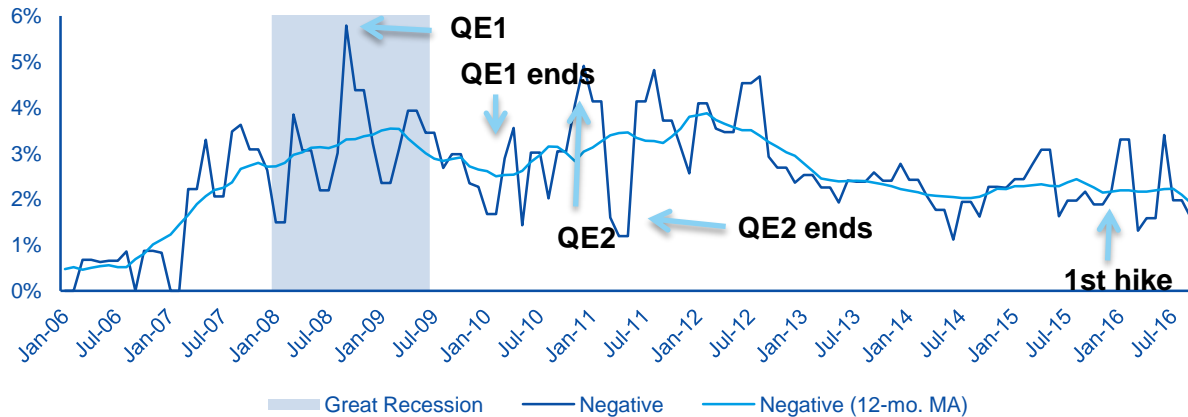 6%
5%
4%
3%
2%
1%
0%
QE1
QE1 ends
QE2
QE2 ends
1st hike
Jan-06
Jul-06
Jan-07
Jul-07
Jan-08
Jul-08
Jan-09
Jul-09
Jan-10
Jul-10
Jan-11
Jul-11
Jan-12
Jul-12
Jan-13
Jul-13
Jan-14
Jul-14
Jan-15
Jul-15
Jan-16
Jul-16
Great Recession
Negative
Negative (12-mo. MA)